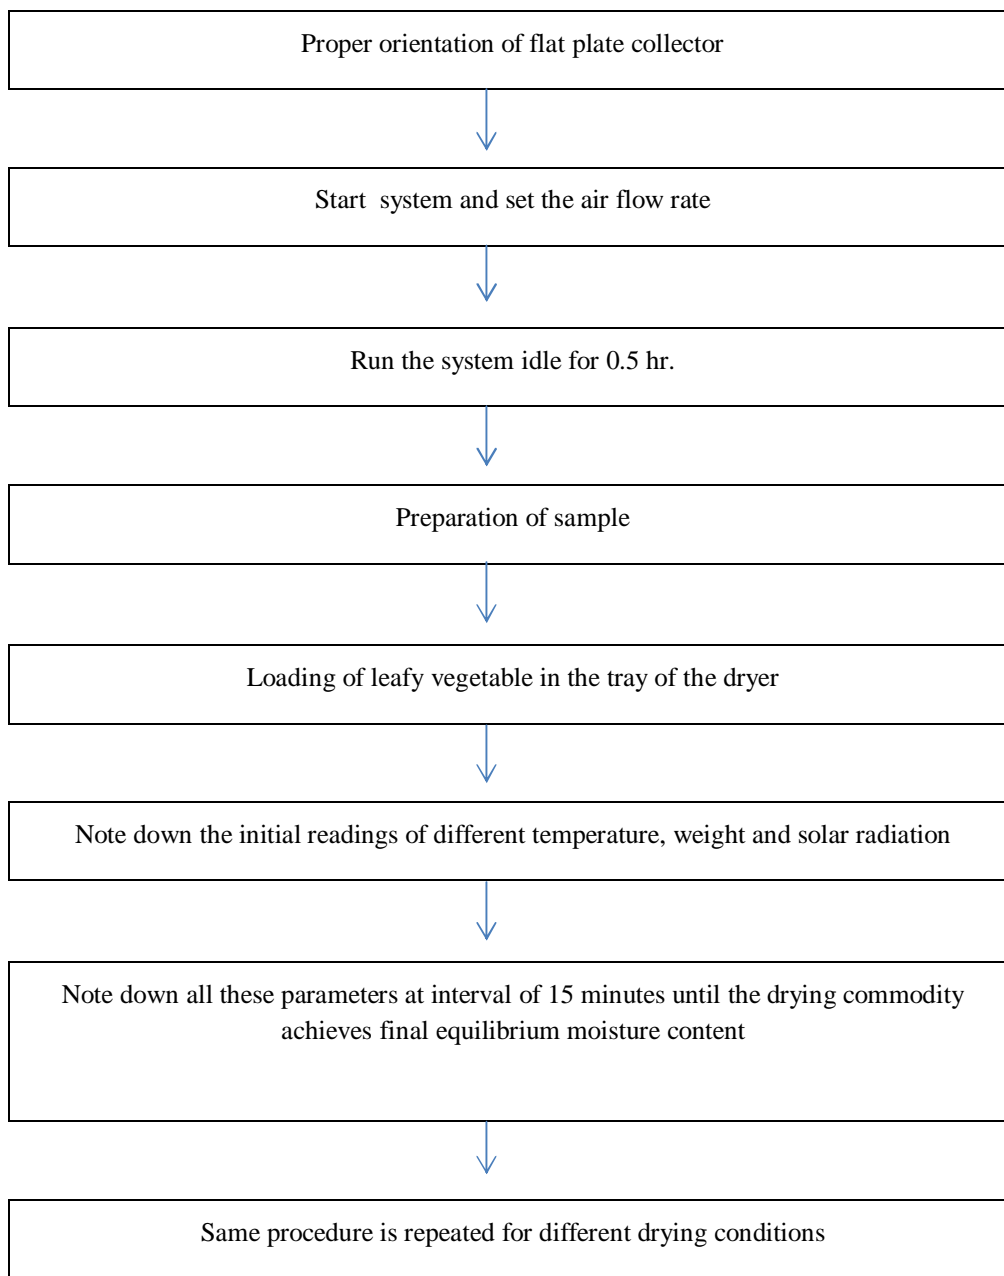 Proper orientation of flat plate collector
Start system and set the air flow rate
Run the system idle for 0.5 hr.
Preparation of sample
Loading of leafy vegetable in the tray of the dryer
Note down the initial readings of different temperature, weight and solar radiation
Note down all these parameters at interval of 15 minutes until the drying commodity
achieves final equilibrium moisture content
Same procedure is repeated for different drying conditions